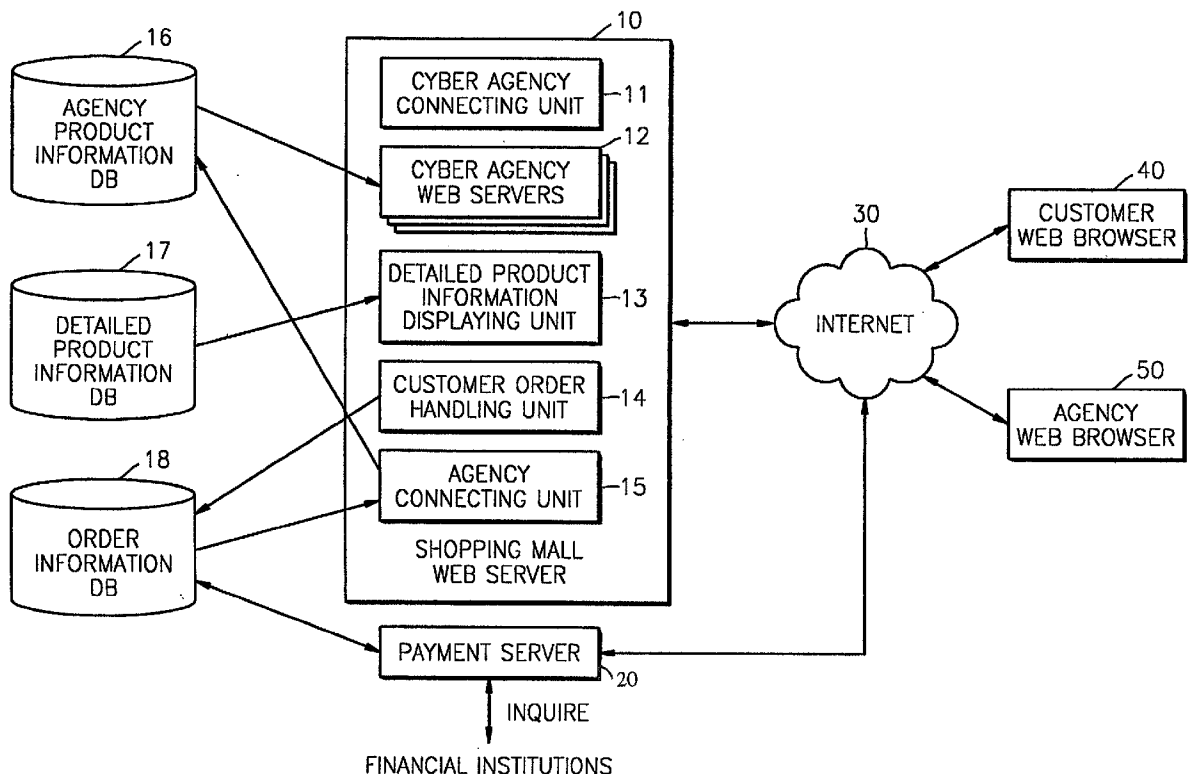 16
AGENCY
PRODUCT
INFORMATION
DB
17
DETAILED
PRODUCT
INFORMATION
DB
18
ORDER
INFORMATION
DB
10
CYBER AGENCY
CONNECTING UNIT
11
12
CYBER AGENCY
WEB SERVERS
DETAILED PRODUCT
INFORMATION
DISPLAYING UNIT
13
CUSTOMER ORDER
HANDLING UNIT
14
AGENCY
CONNECTING UNIT
15
SHOPPING MALL
WEB SERVER
PAYMENT SERVER
20
INQUIRE
FINANCIAL INSTITUTIONS
30
INTERNET
40
CUSTOMER
WEB BROWSER
50
AGENCY
WEB BROWSER